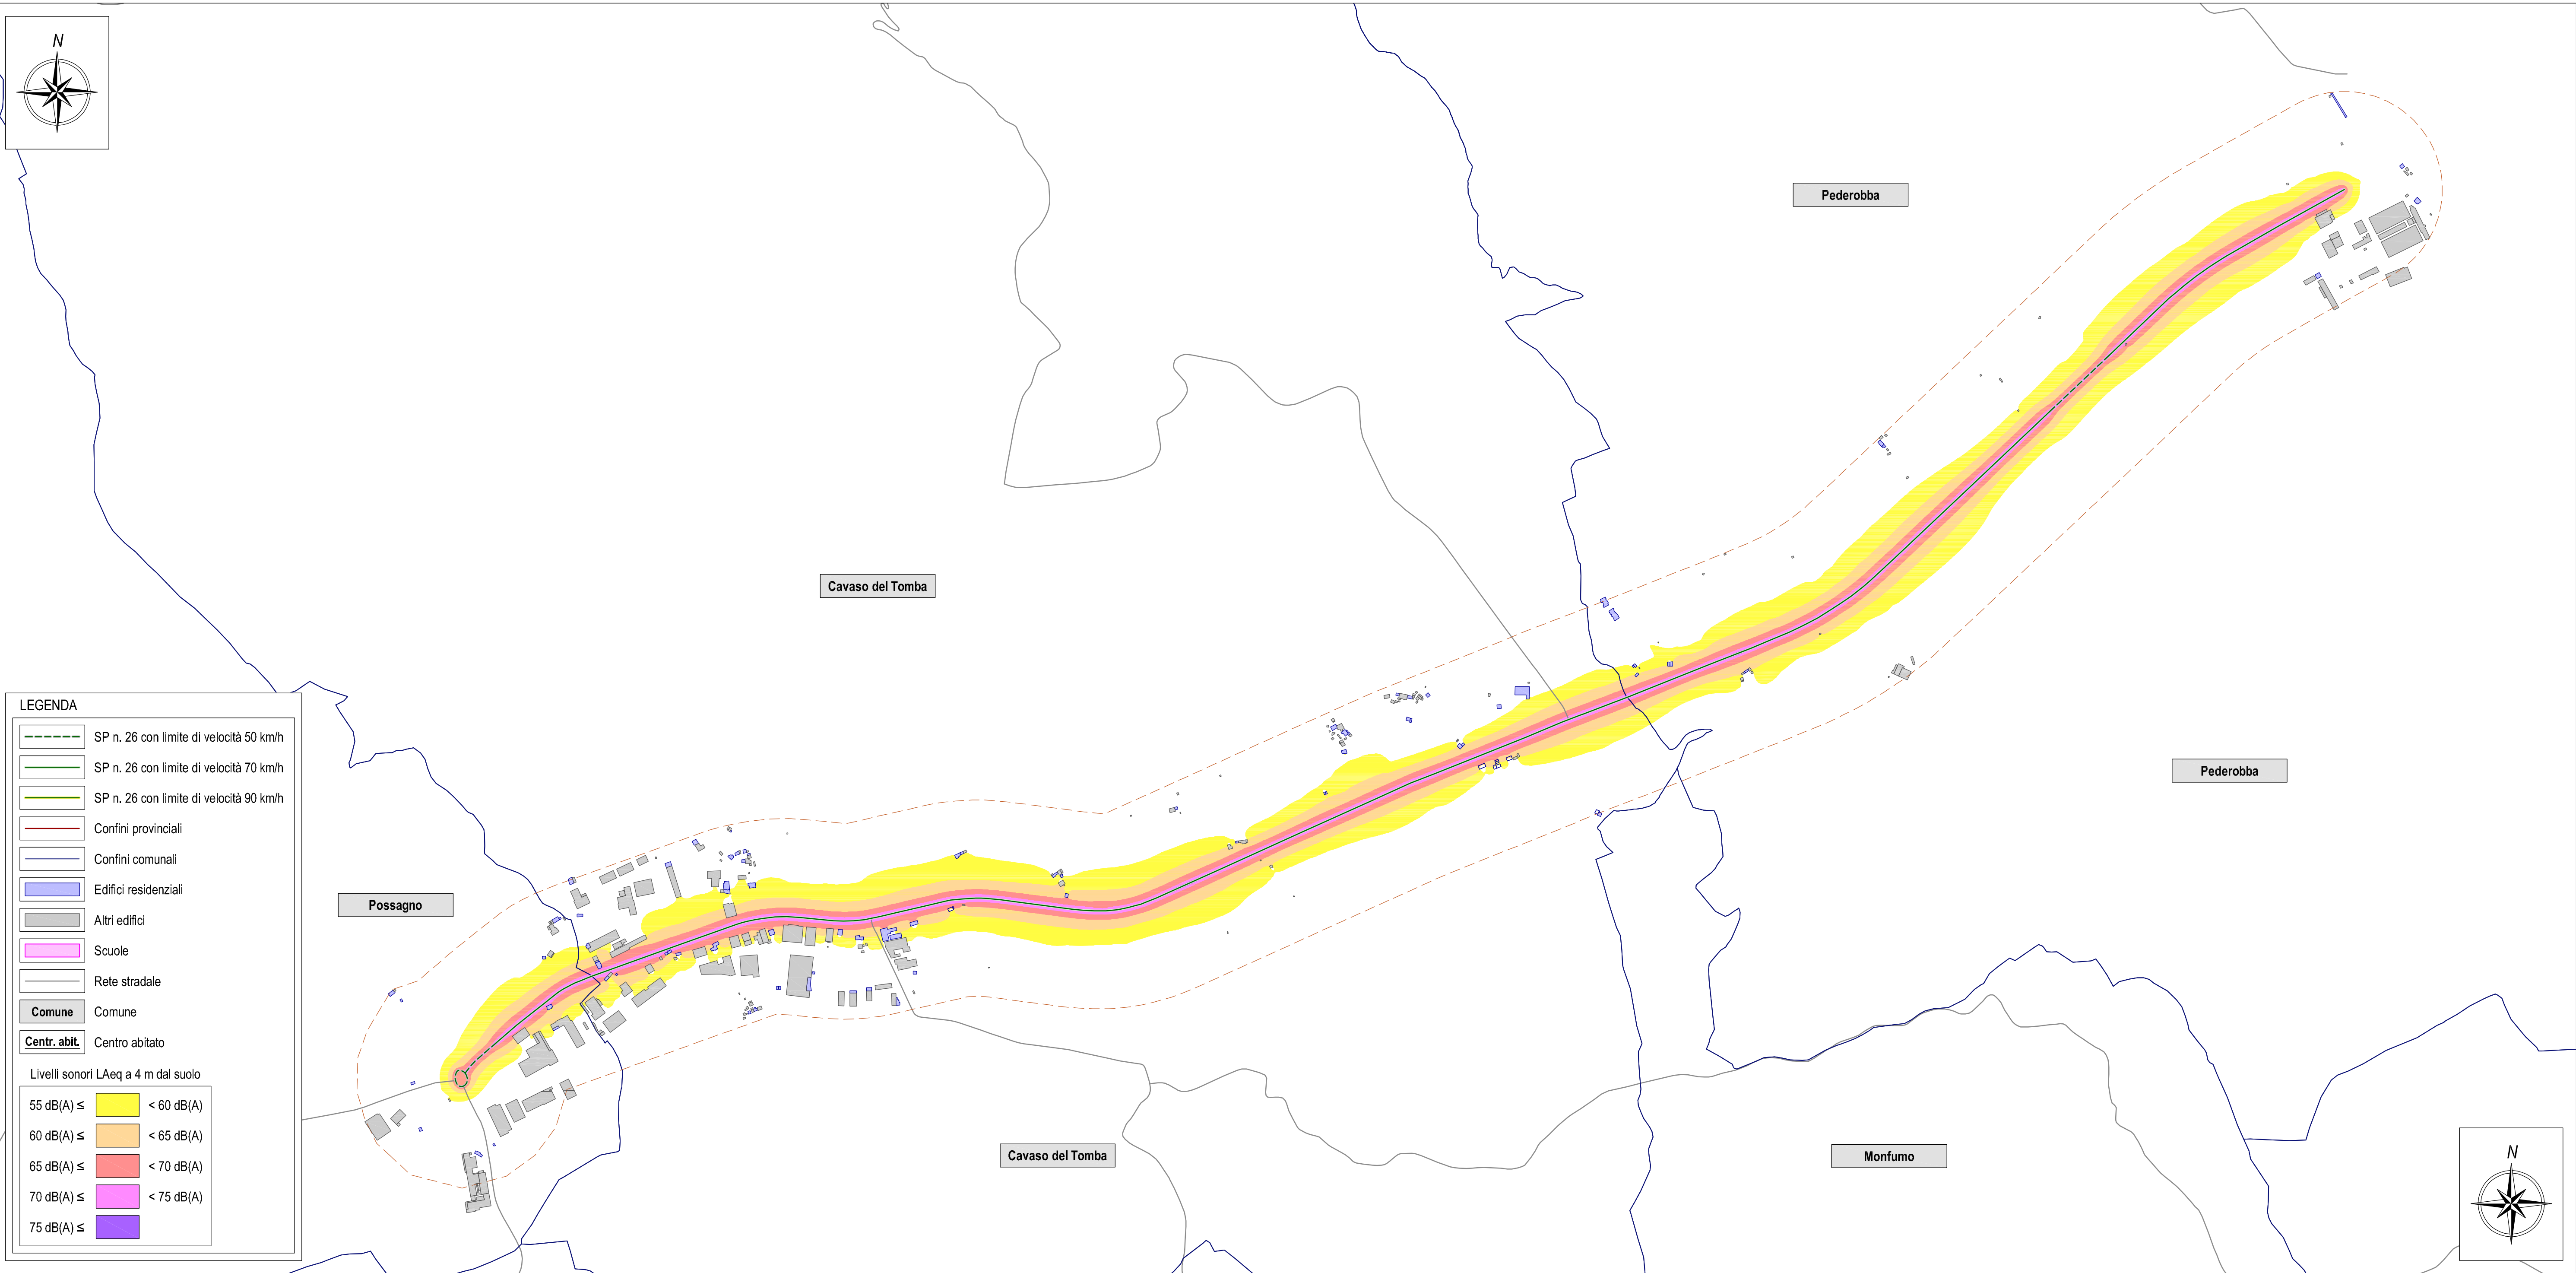 N
Pederobba
Cavaso del Tomba
Pederobba
Possagno
Cavaso del Tomba
Monfumo
N
LEGENDA
SP n. 26 con limite di velocità 50 km/h
SP n. 26 con limite di velocità 70 km/h
SP n. 26 con limite di velocità 90 km/h
Confini provinciali
Confini comunali
Edifici residenziali
Altri edifici
Scuole
Rete stradale
Comune Comune
Centr. abit. Centro abitato
Livelli sonori LAeq a 4 m dal suolo
55 dB(A) ≤ < 60 dB(A)
60 dB(A) ≤ < 65 dB(A)
65 dB(A) ≤ < 70 dB(A)
70 dB(A) ≤ < 75 dB(A)
75 dB(A) ≤